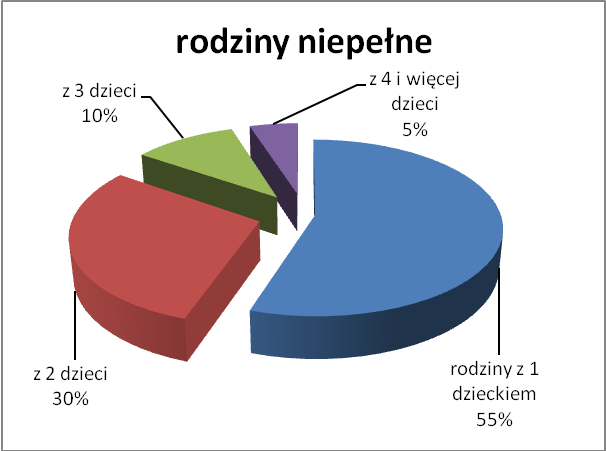 rodziny niepełne
z 3 dzieci
10%
z 4 i więcej
dzieci
5%
z 2 dzieci
30%
rodziny z 1
dzieckiem
55%